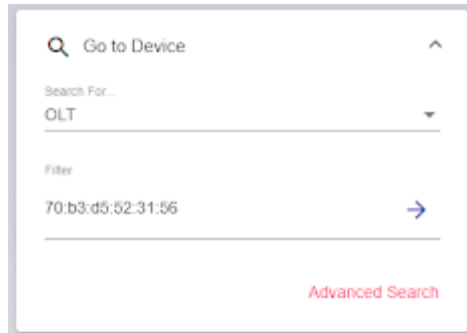 Go to Device
Search For...
OLT
Filter
70:b3:d5:52:31:56
Advanced Search